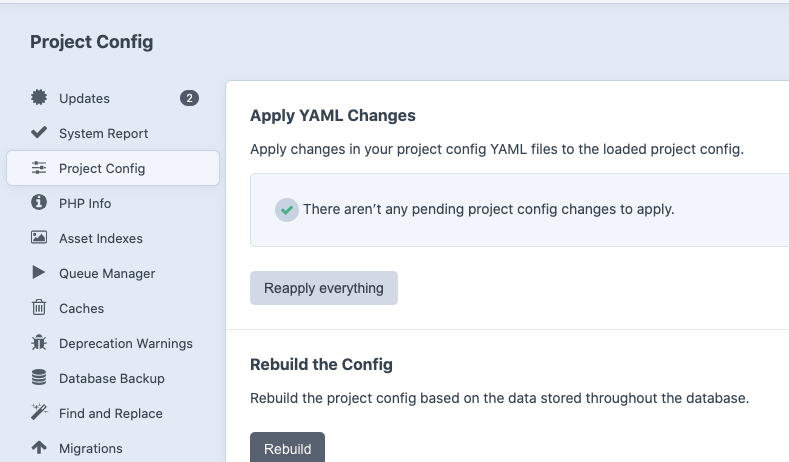 Project Config
Updates
2
System Report
Project Config
PHP Info
Asset Indexes
Queue Manager
Caches
Deprecation Warnings
Database Backup
Find and Replace
Migrations
Apply YAML Changes
Apply changes in your project config YAML files to the loaded project config.
There aren’t any pending project config changes to apply.
Reapply everything
Rebuild the Config
Rebuild the project config based on the data stored throughout the database.
Rebuild